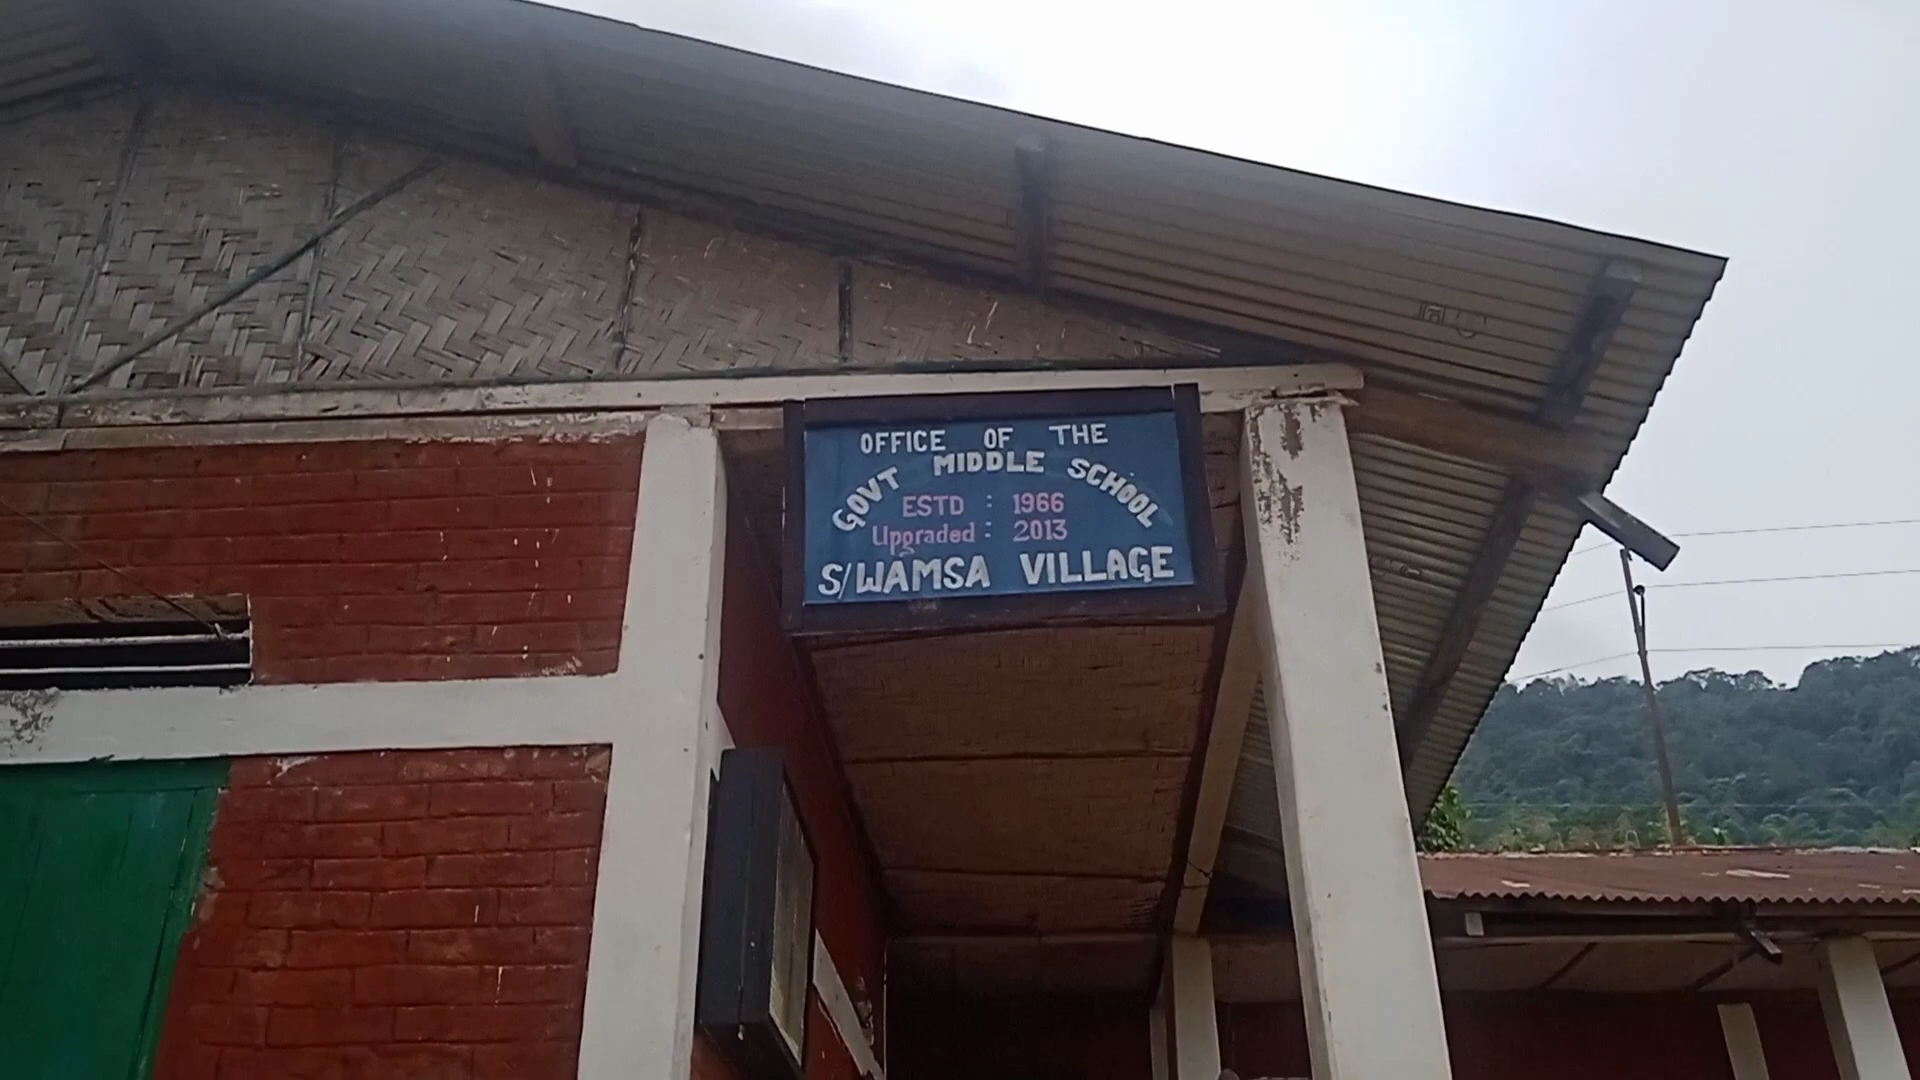 OFFICE OF THE
GOVT MIDDLE SCHOOL
ESTD : 1966
Upgraded : 2013
S/WAMSA VILLAGE